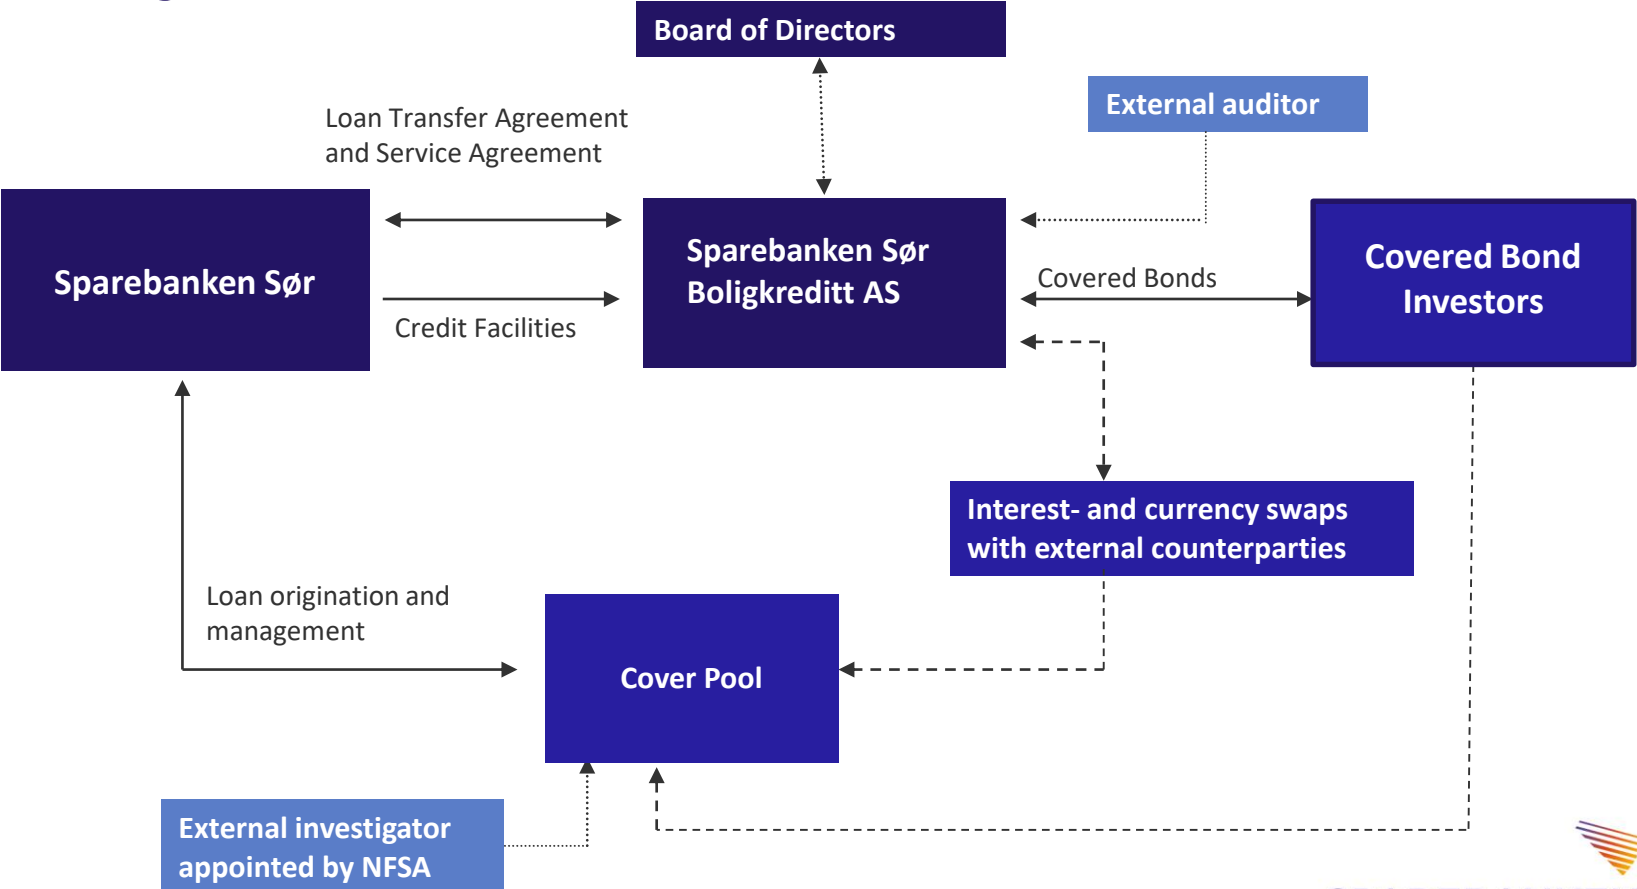 Board of Directors
External auditor
Loan Transfer Agreement
and Service Agreement
Sparebanken Sør
Sparebanken Sør
Boligkreditt AS
Covered Bonds
Covered Bond
Investors
Credit Facilities
Interest- and currency swaps
with external counterparties
Loan origination and
management
Cover Pool
External investigator
appointed by NFSA